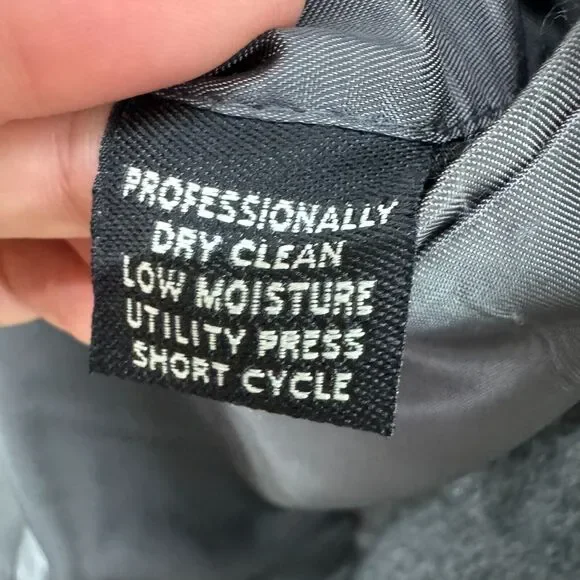 PROFESSIONALLY
DRY CLEAN
LOW MOISTURE
UTILITY PRESS
SHORT CYCLE